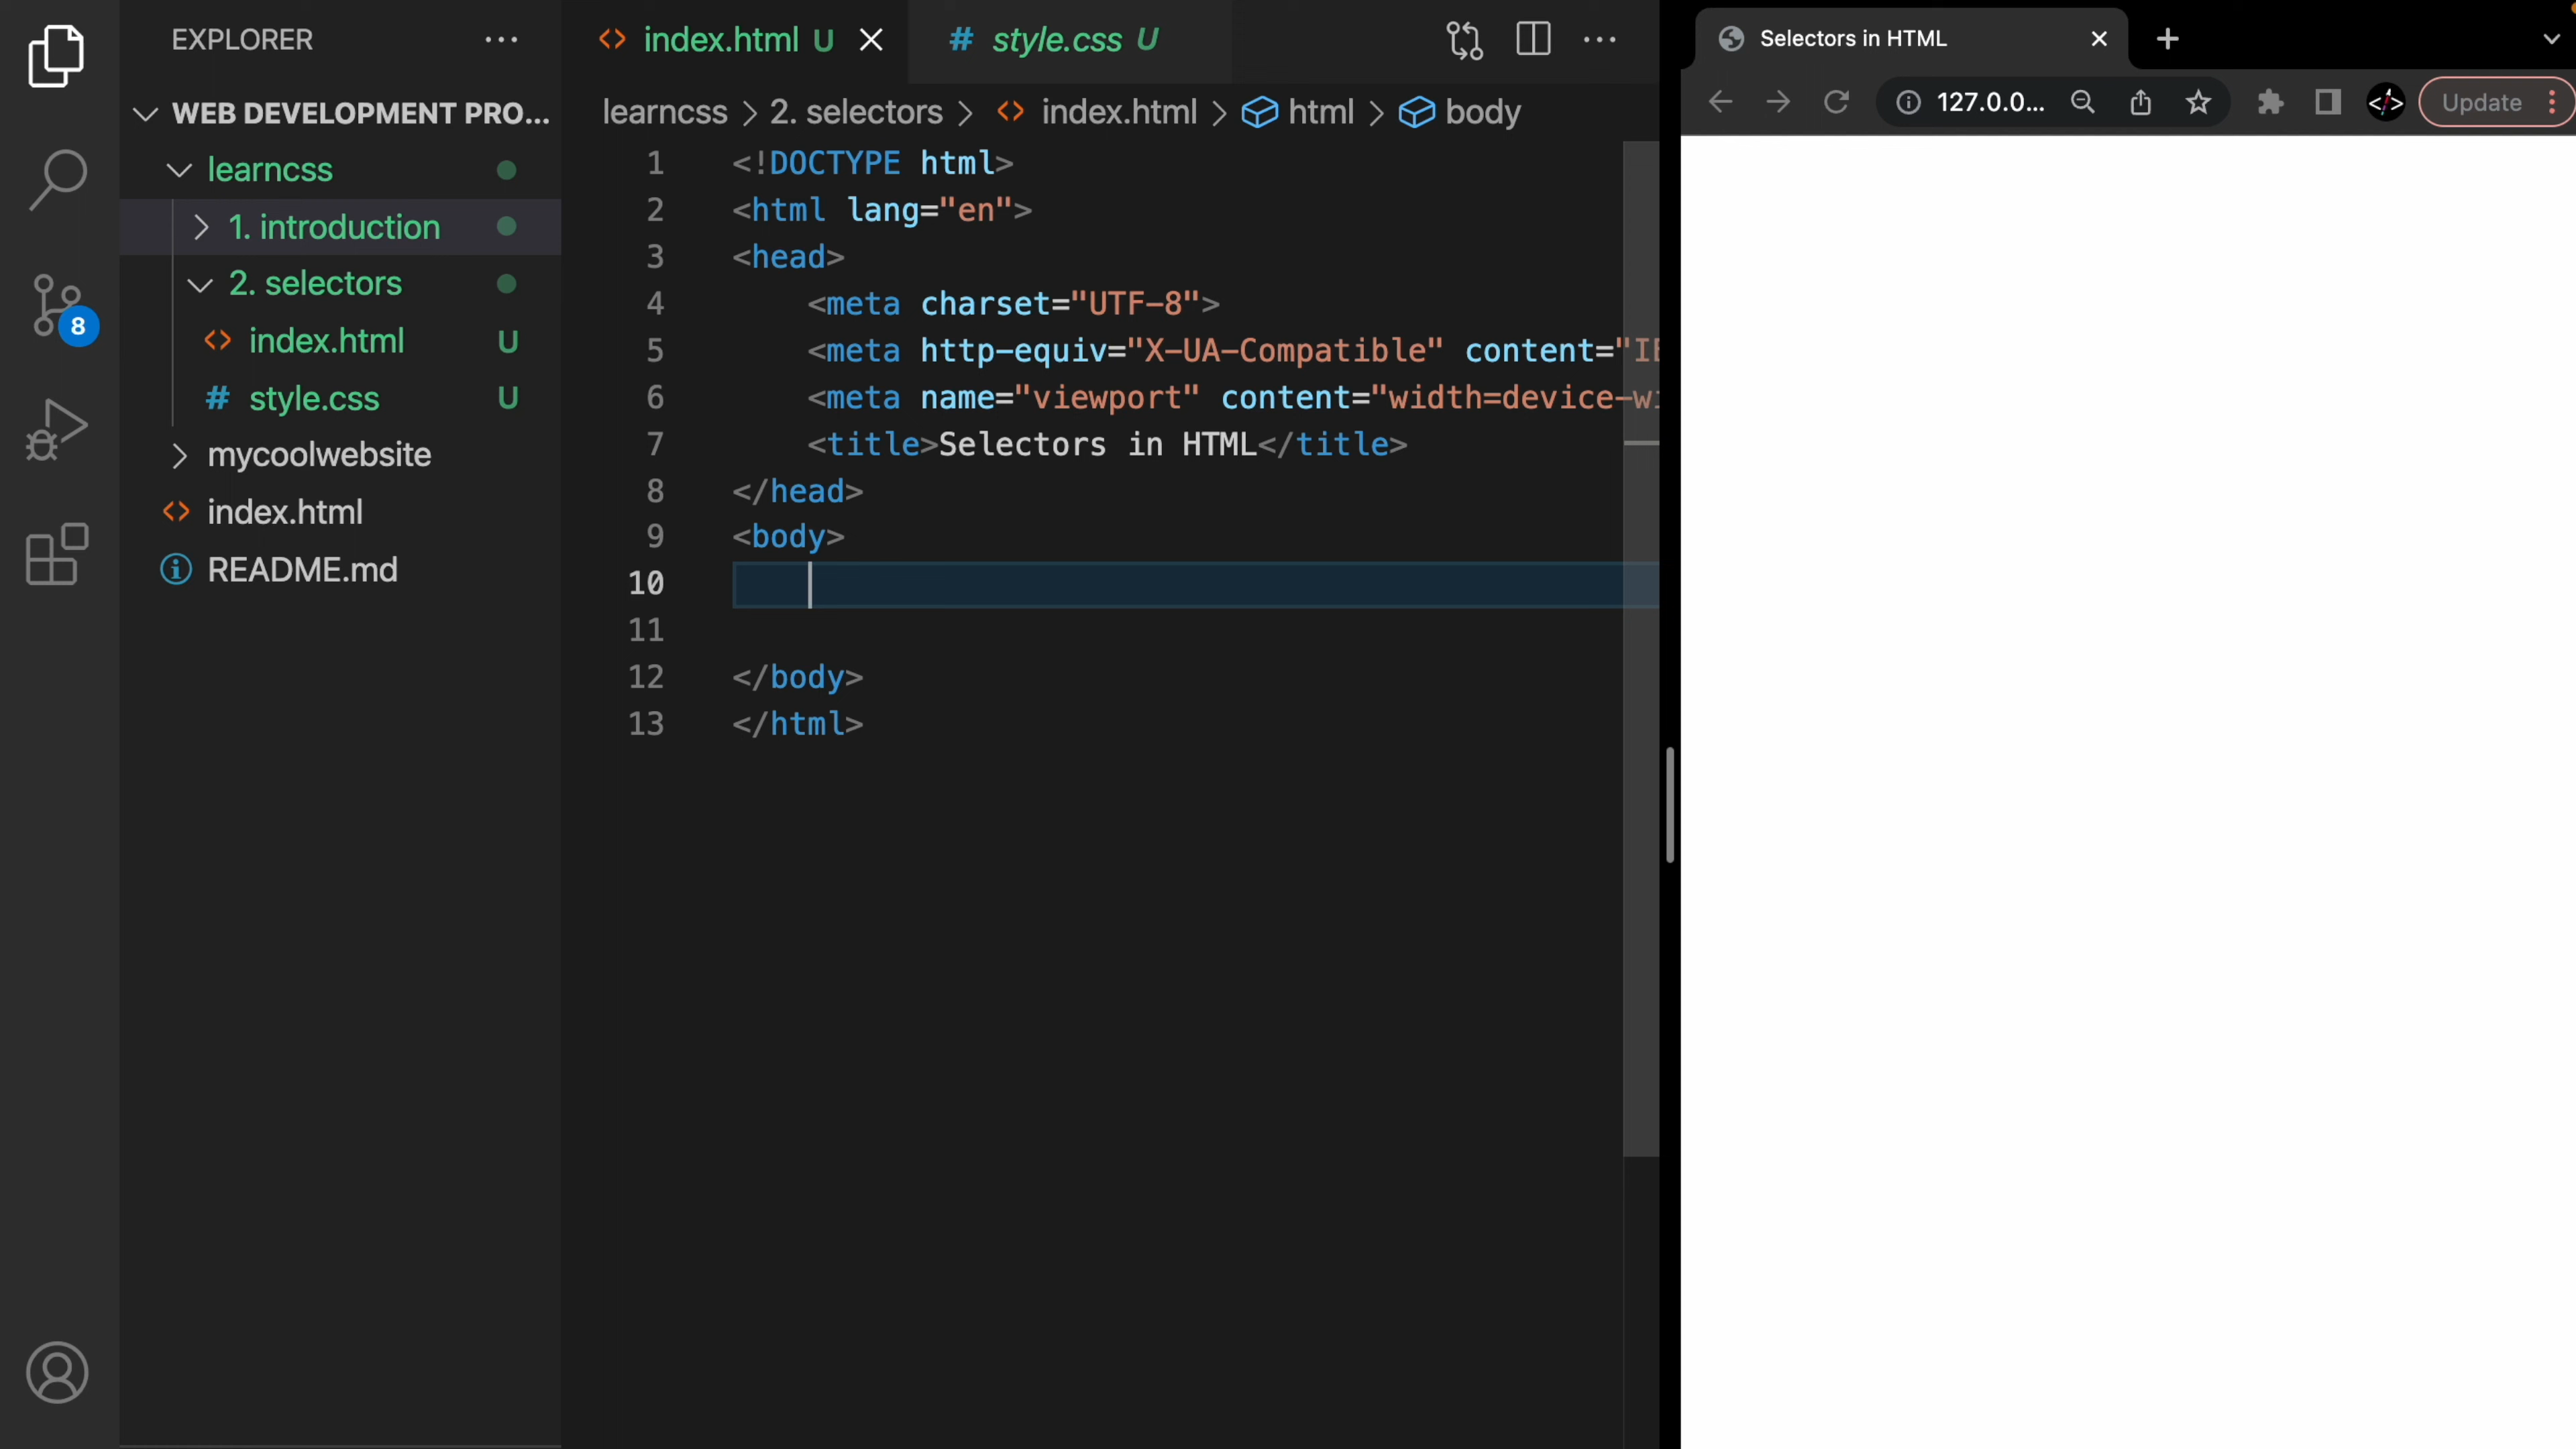 EXPLORER
WEB DEVELOPMENT PRO...
learncss
1. introduction
2. selectors
index.html U
style.css U
mycoolwebsite
index.html
README.md
8
index.html U
# style.css U
learncss > 2. selectors > index.html > html > body
1 <!DOCTYPE html>
2 <html lang="en">
3 <head>
4 <meta charset="UTF-8">
5 <meta http-equiv="X-UA-Compatible" content="IE
6 <meta name="viewport" content="width=device-wi
7 <title>Selectors in HTML</title>
8 </head>
9 <body>
10
11
12 </body>
13 </html>
Selectors in HTML
127.0.0...
Update